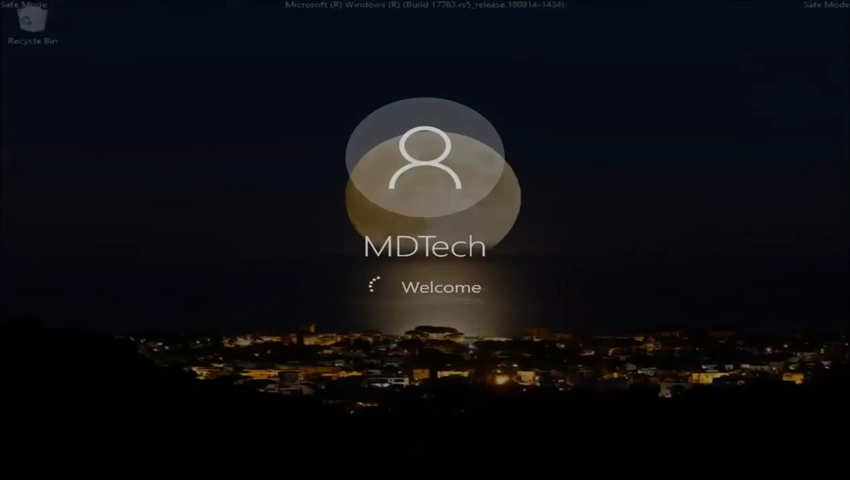 Safe Mode
Microsoft (R) Windows (R) (Build 17763.rs5_release.180914-1434)
Safe Mode
Recycle Bin
MDTech
Welcome